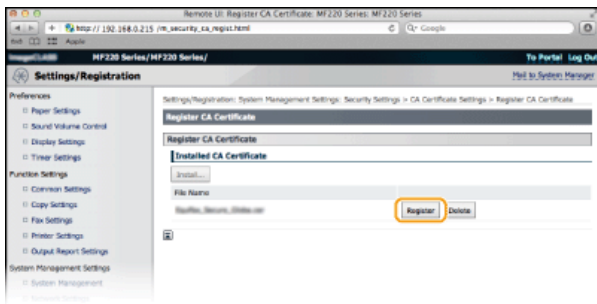 Remote UI: Register CA Certificate: MF220 Series: MF220 Series
http://192.168.0.215/m_security_ca_regist.html
Google
Apple
MF220 Series/MF220 Series/
To Portal Log Out
Settings/Registration
Mail to System Manager
Preferences
Paper Settings
Sound Volume Control
Display Settings
Timer Settings
Function Settings
Common Settings
Copy Settings
Fax Settings
Printer Settings
Output Report Settings
System Management Settings
System Management
Settings/Registration: System Management Settings: Security Settings > CA Certificate Settings > Register CA Certificate
Register CA Certificate
Register CA Certificate
Installed CA Certificate
Install...
File Name
Register Delete